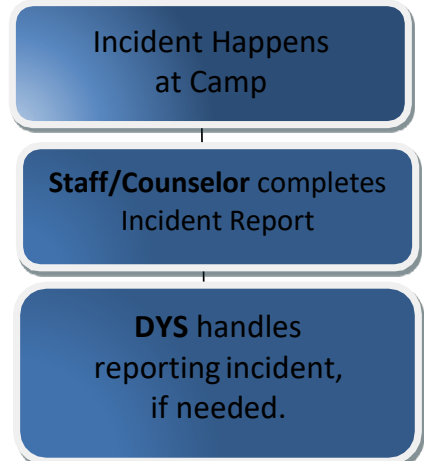 Incident Happens
at Camp
Staff/Counselor completes
Incident Report
DYS handles
reporting incident,
if needed.